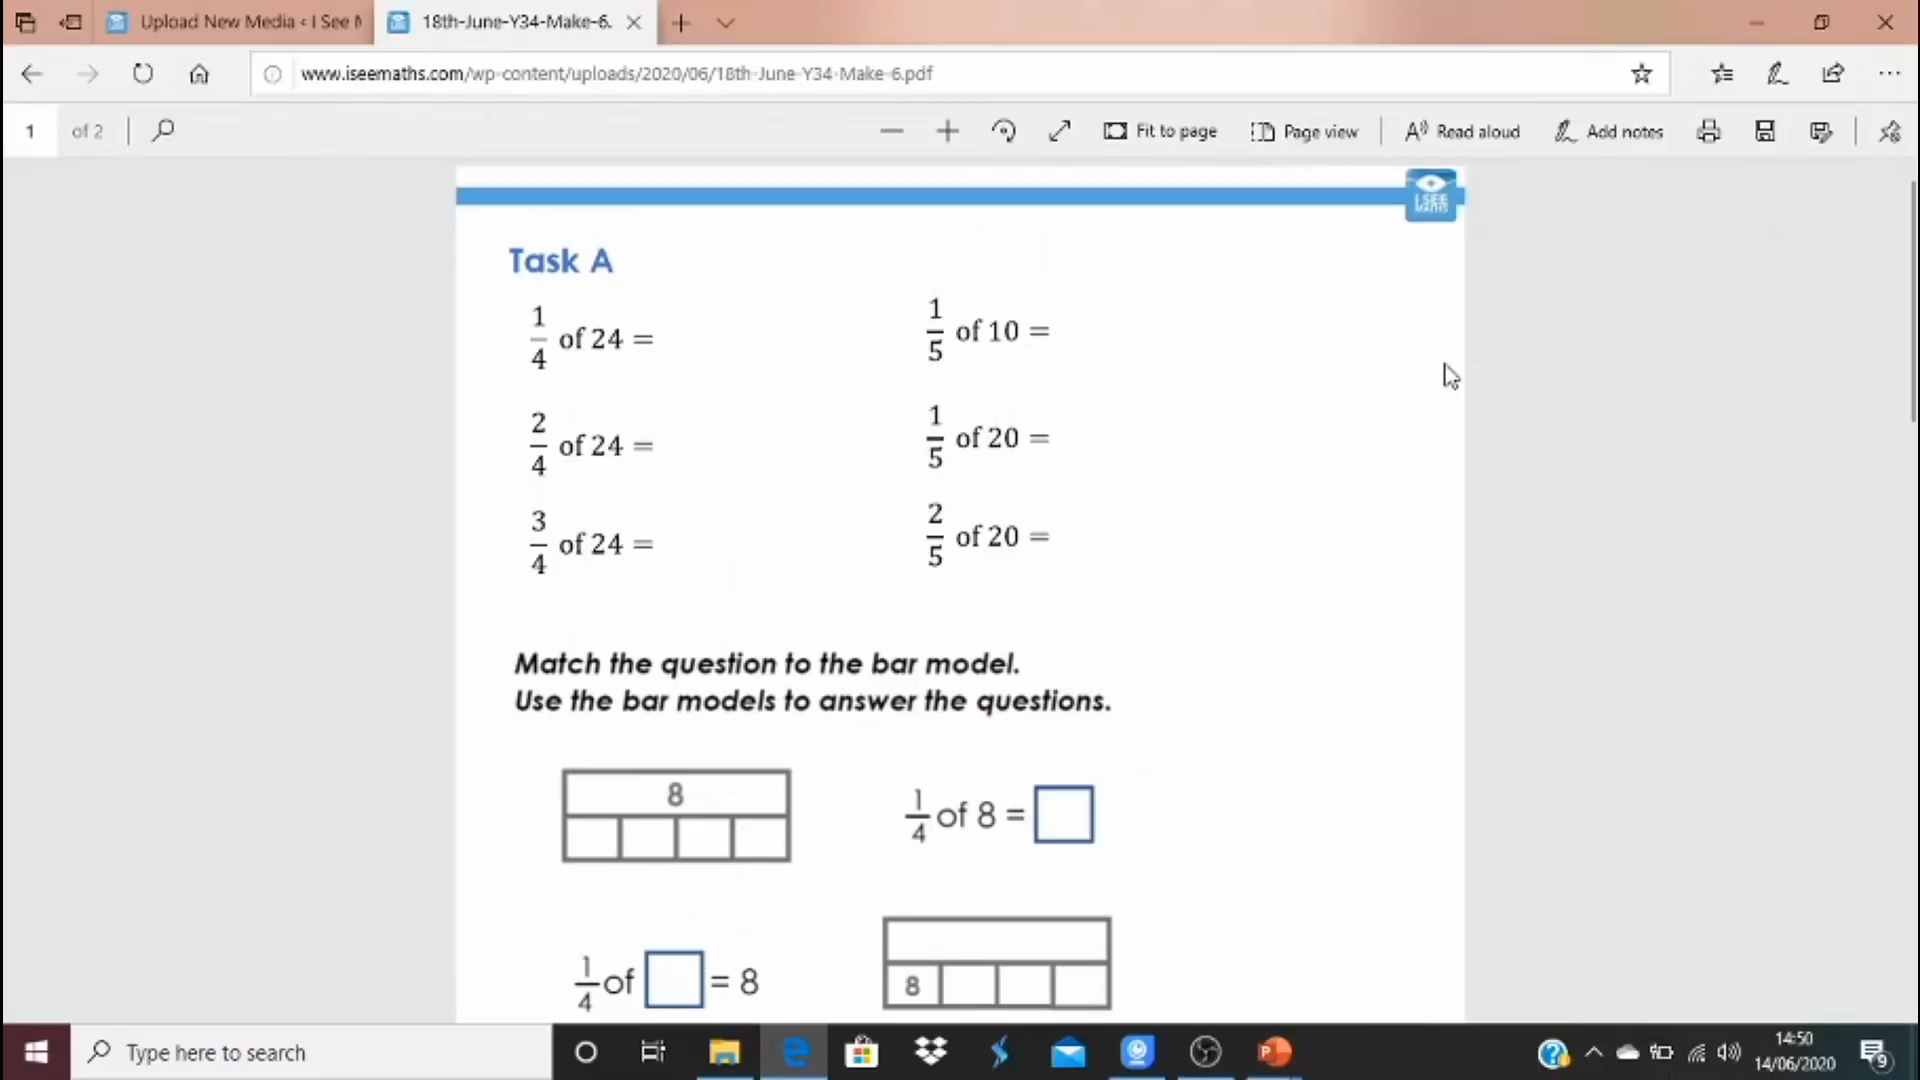 Upload New Media ‹ I See M
18th-June-Y34-Make-6.
www.iseemaths.com/wp-content/uploads/2020/06/18th-June-Y34-Make-6.pdf
1 of 2
Fit to page
Page view
Read aloud
Add notes
I SEE
MATHS
Task A
1/4 of 24 =
1/5 of 10 =
2/4 of 24 =
1/5 of 20 =
3/4 of 24 =
2/5 of 20 =
Match the question to the bar model.
Use the bar models to answer the questions.
8
1/4 of 8 =
1/4 of = 8
8
Type here to search
14:50
14/06/2020
9